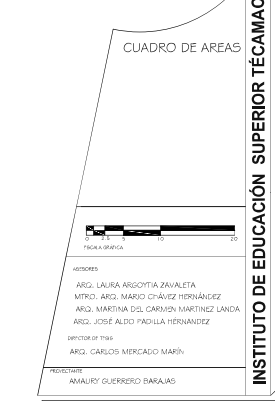 CUADRO DE AREAS
0 2.5 5 10 20
ESCALA GRAFICA
ASESORES:
ARQ. LAURA ARGOYTIA ZAVALETA
MTRO. ARQ. MARIO CHÁVEZ HERNÁNDEZ
ARQ. MARTINA DEL CARMEN MARTINEZ LANDA
ARQ. JOSÉ ALDO PADILLA HERNANDEZ
DIRECTOR DE TESIS
ARQ. CARLOS MERCADO MARÍN
PROYECTANTE
AMAURY GUERRERO BARAJAS
INSTITUTO DE EDUCACIÓN SUPERIOR TÉCAMAC